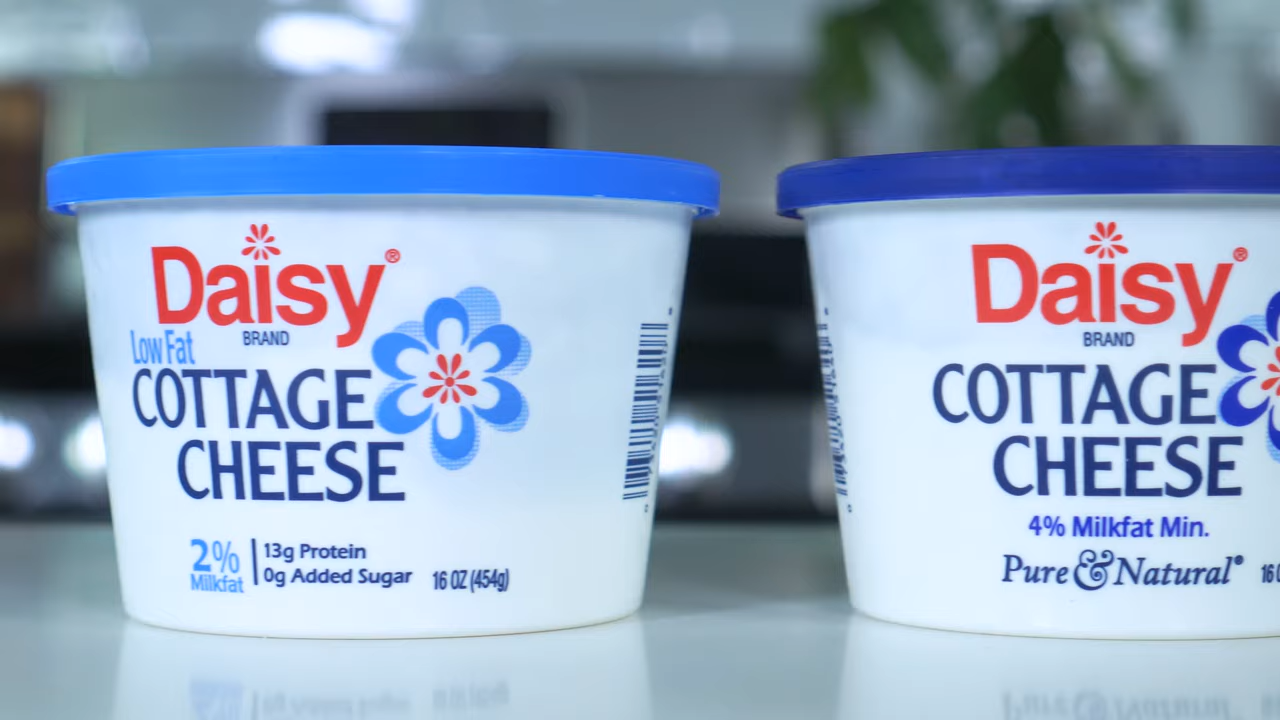 Daisy®
BRAND
Low Fat
COTTAGE
CHEESE
2%
Milkfat
13g Protein
0g Added Sugar
16 OZ (454g)
Daisy®
BRAND
COTTAGE
CHEESE
4% Milkfat Min.
Pure & Natural®